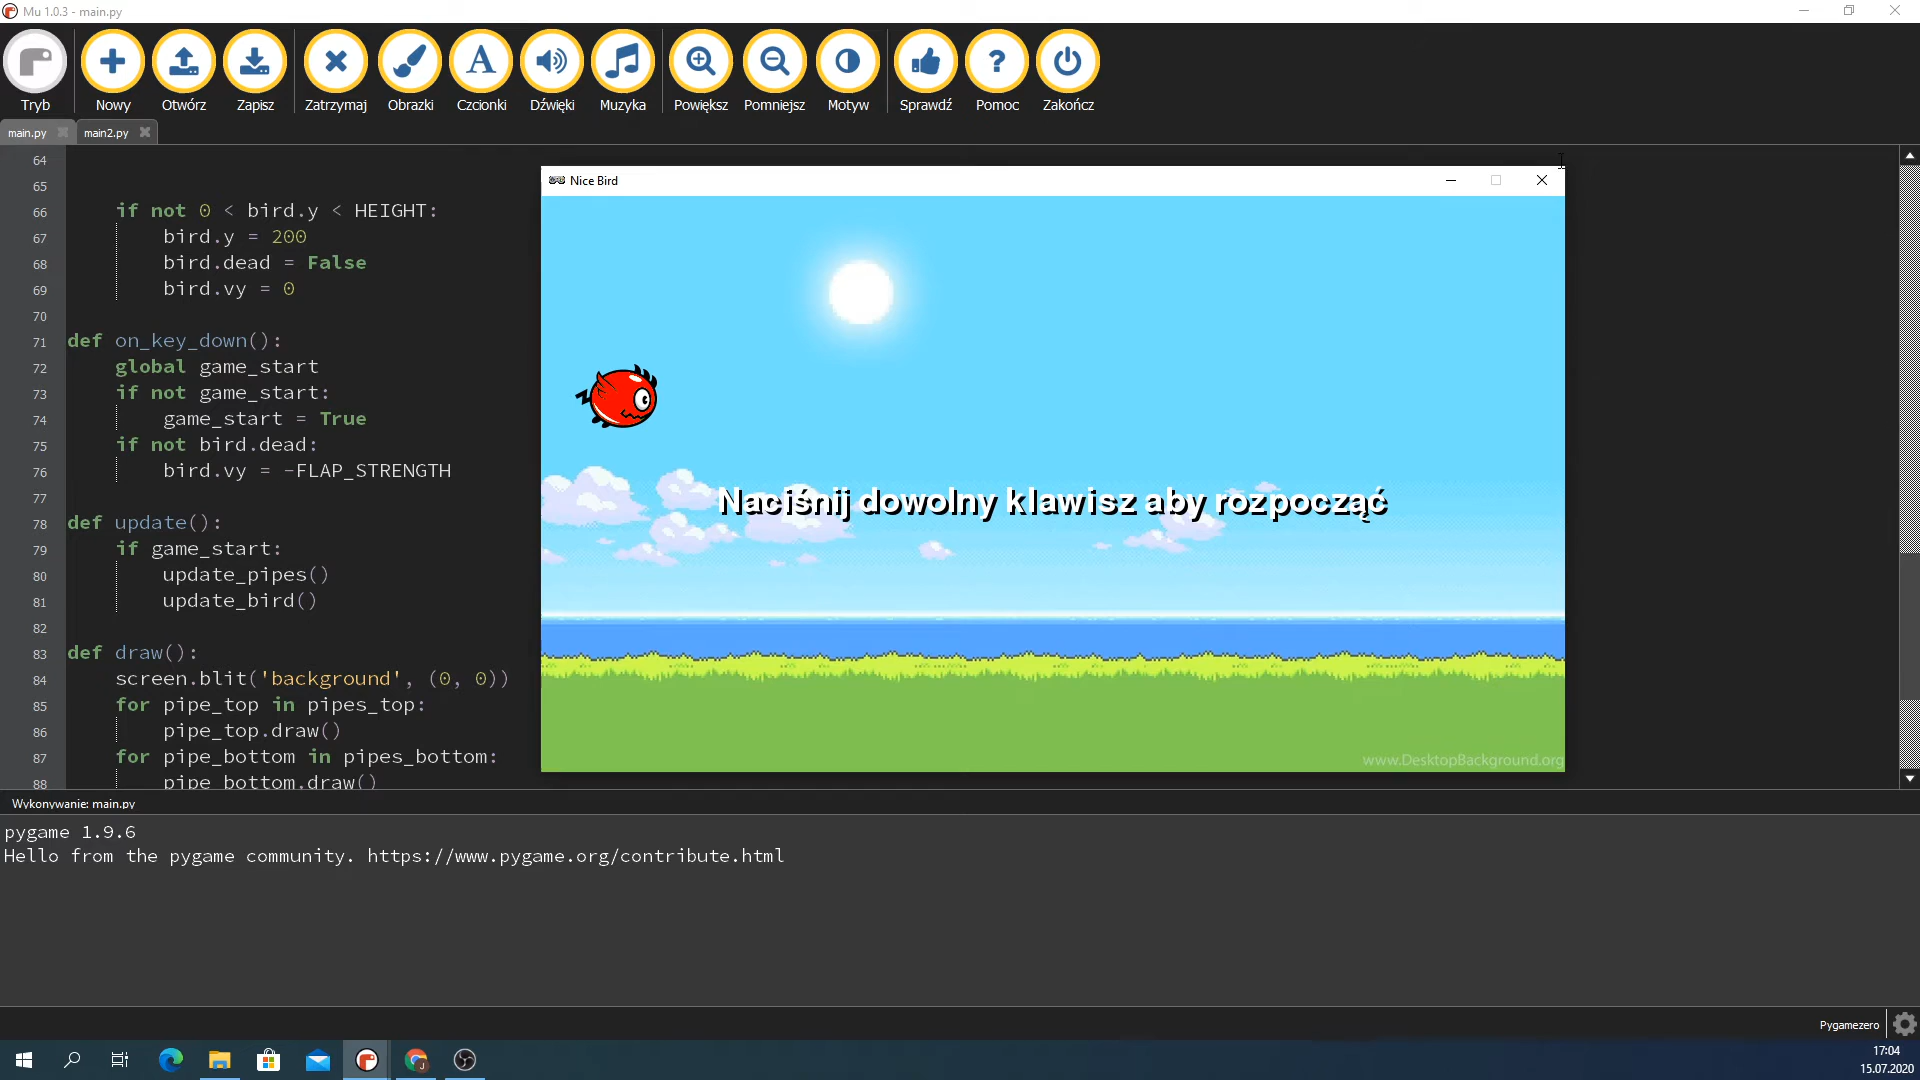 Mu 1.0.3 - main.py
Tryb Nowy Otwórz Zapisz Zatrzymaj Obrazki Czcionki Dźwięki Muzyka Powiększ Pomniejsz Motyw Sprawdź Pomoc Zakończ
main.py main2.py
64
65
66 if not 0 < bird.y < HEIGHT:
67 bird.y = 200
68 bird.dead = False
69 bird.vy = 0
70
71 def on_key_down():
72 global game_start
73 if not game_start:
74 game_start = True
75 if not bird.dead:
76 bird.vy = -FLAP_STRENGTH
77
78 def update():
79 if game_start:
80 update_pipes()
81 update_bird()
82
83 def draw():
84 screen.blit('background', (0, 0))
85 for pipe_top in pipes_top:
86 pipe_top.draw()
87 for pipe_bottom in pipes_bottom:
88 pipe_bottom.draw()
Nice Bird
Naciśnij dowolny klawisz aby rozpocząć
www.DesktopBackground.org
Wykonywanie: main.py
pygame 1.9.6
Hello from the pygame community. https://www.pygame.org/contribute.html
Pygamezero
17:04
15.07.2020